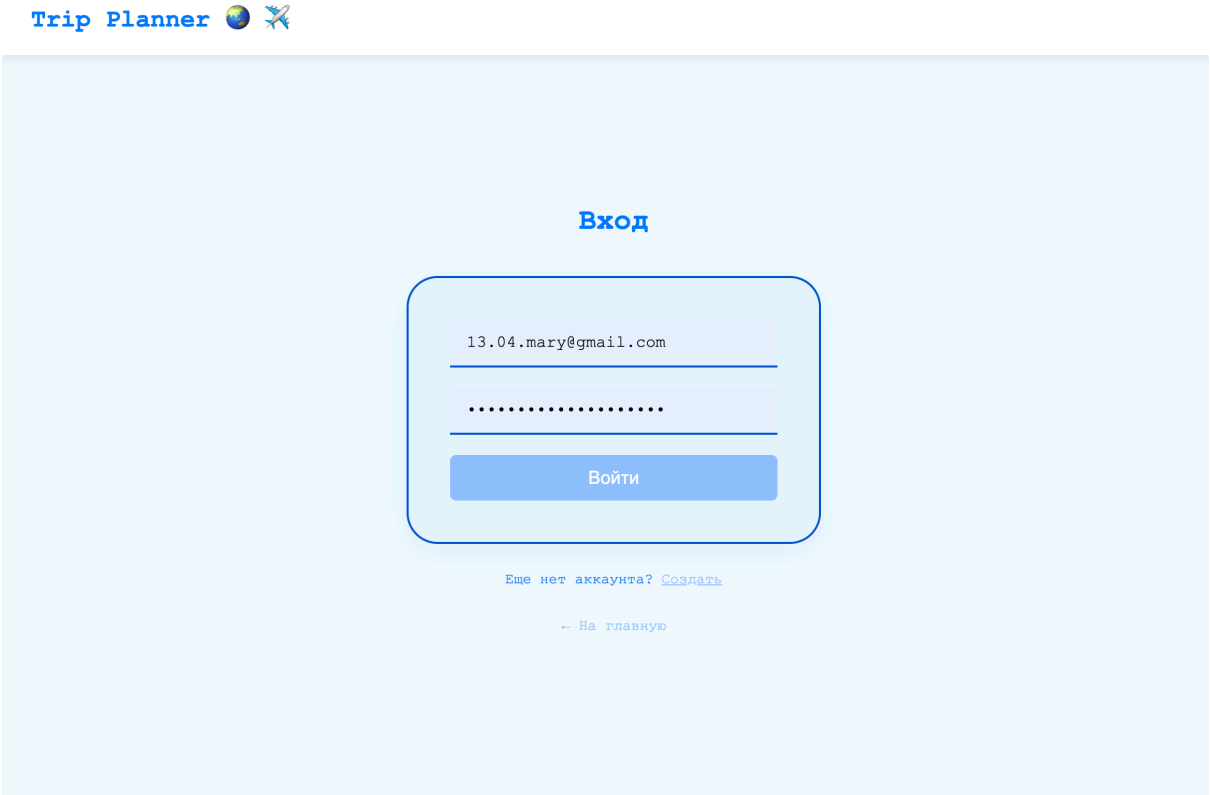 Trip Planner 🌏 ✈️
Вход
13.04.mary@gmail.com
••••••••••••••••••••
Войти
Еще нет аккаунта? Создать
← На главную